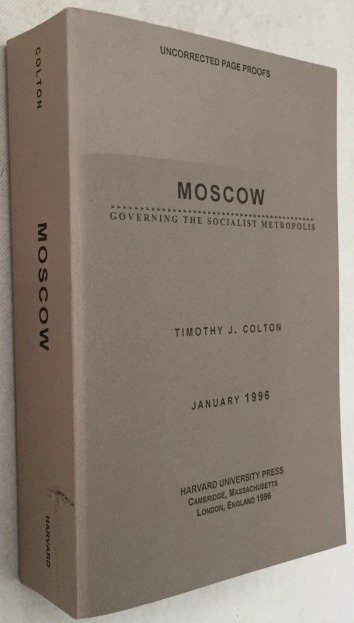 UNCORRECTED PAGE PROOFS
MOSCOW
GOVERNING THE SOCIALIST METROPOLIS
TIMOTHY J. COLTON
JANUARY 1996
HARVARD UNIVERSITY PRESS
CAMBRIDGE, MASSACHUSETTS
LONDON, ENGLAND 1996
COLTON
MOSCOW
HARVARD